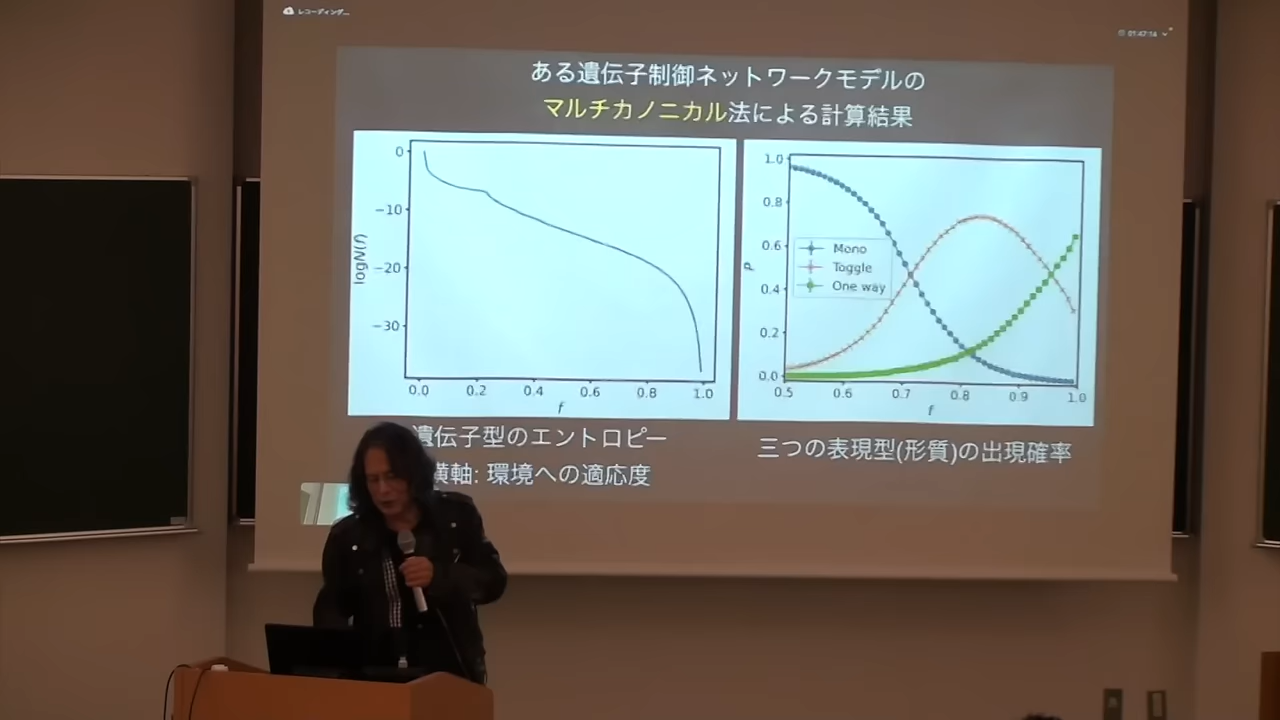 レコーディング...
01:47:14
ある遺伝子制御ネットワークモデルの
マルチカノニカル法による計算結果
0
−10
−20
−30
logN(f)
0.0 0.2 0.4 0.6 0.8 1.0
f
1.0
0.8
0.6
0.4
0.2
0.0
P
Mono
Toggle
One way
0.5 0.6 0.7 0.8 0.9 1.0
f
遺伝子型のエントロピー
横軸: 環境への適応度
三つの表現型(形質)の出現確率